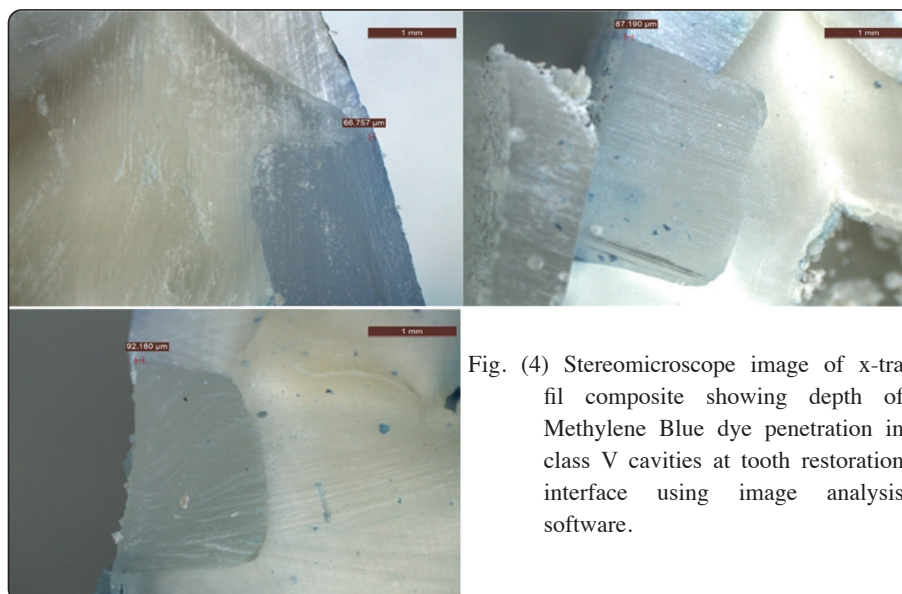 1 mm
66.757 µm
87.190 µm
1 mm
92.160 µm
1 mm
Fig. (4) Stereomicroscope image of x-tra
fil composite showing depth of
Methylene Blue dye penetration in
class V cavities at tooth restoration
interface using image analysis
software.